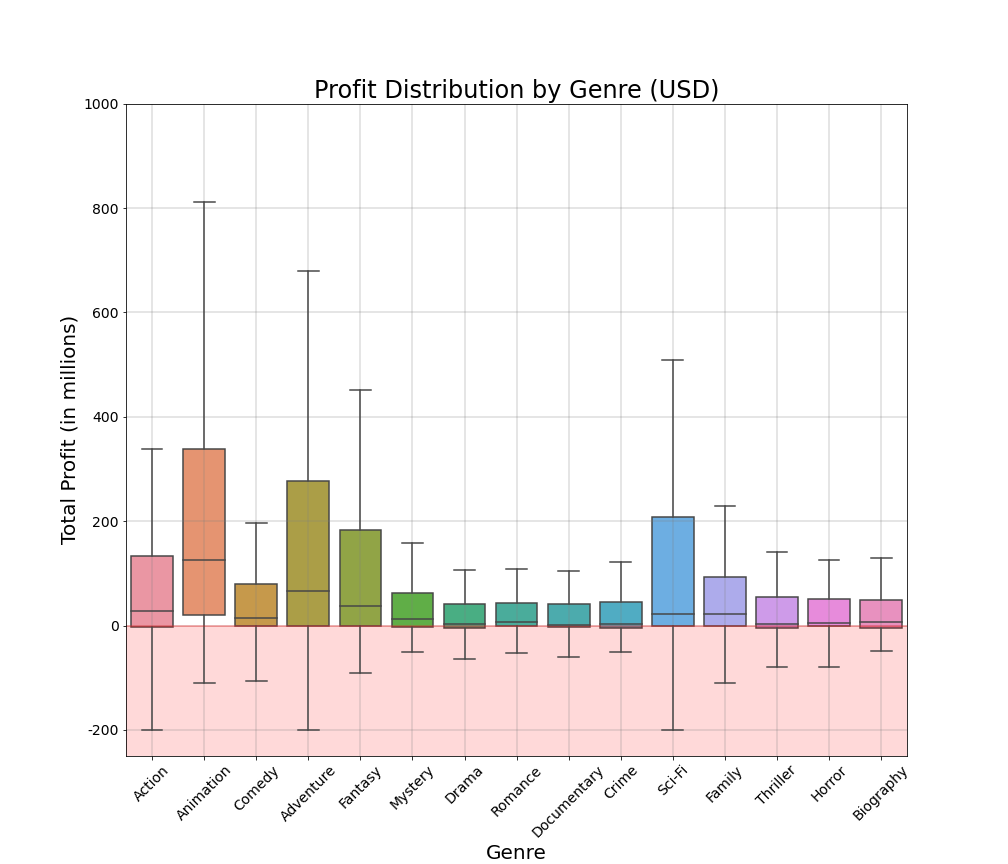 Profit Distribution by Genre (USD)
Total Profit (in millions)
1000
800
600
400
200
0
-200
Action
Animation
Comedy
Adventure
Fantasy
Mystery
Drama
Romance
Documentary
Crime
Sci-Fi
Family
Thriller
Horror
Biography
Genre